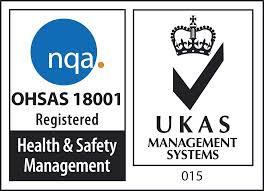 nqa.
OHSAS 18001
Registered
Health & Safety
Management
UKAS
MANAGEMENT
SYSTEMS
015